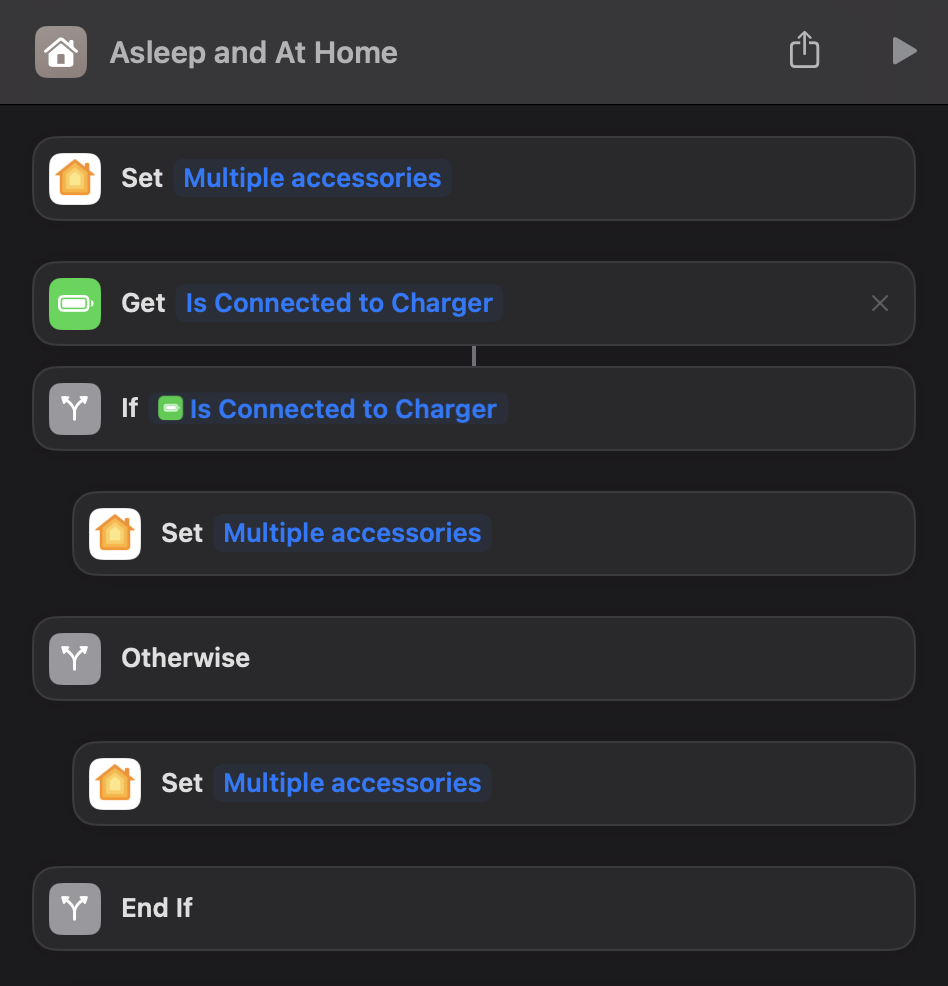 Asleep and At Home
Set Multiple accessories
Get Is Connected to Charger
If Is Connected to Charger
Set Multiple accessories
Otherwise
Set Multiple accessories
End If